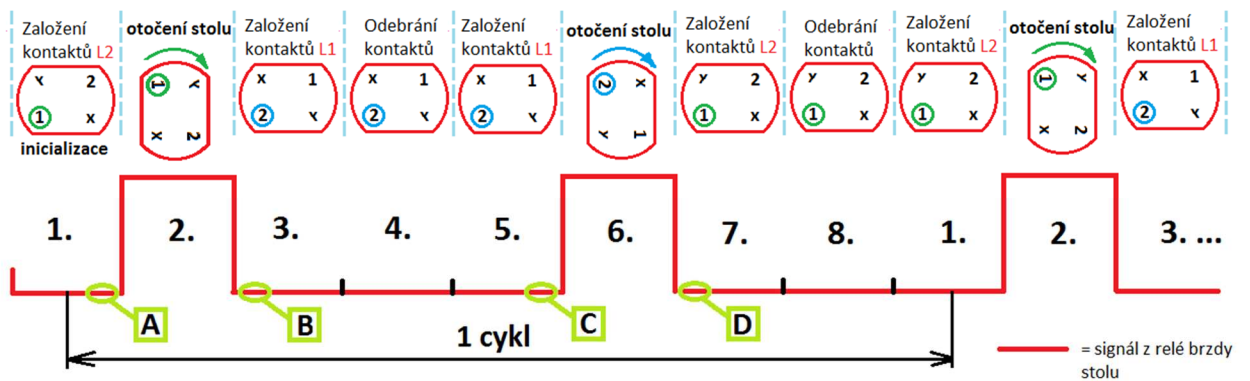 Založení
kontaktů L2
otočení stolu
Založení
kontaktů L1
Odebrání
kontaktů
Založení
kontaktů L1
otočení stolu
Založení
kontaktů L2
Odebrání
kontaktů
Založení
kontaktů L2
otočení stolu
Založení
kontaktů L1
Y 2
1 X
1 Y
X 2
X 1
2 Y
X 1
2 Y
X 1
2 Y
2 X
Y 1
Y 2
1 X
Y 2
1 X
Y 2
1 X
1 Y
X 2
X 1
2 Y
inicializace
1. 2. 3. 4. 5. 6. 7. 8. 1. 2. 3. ...
A B C D
1 cykl
= signál z relé brzdy
stolu